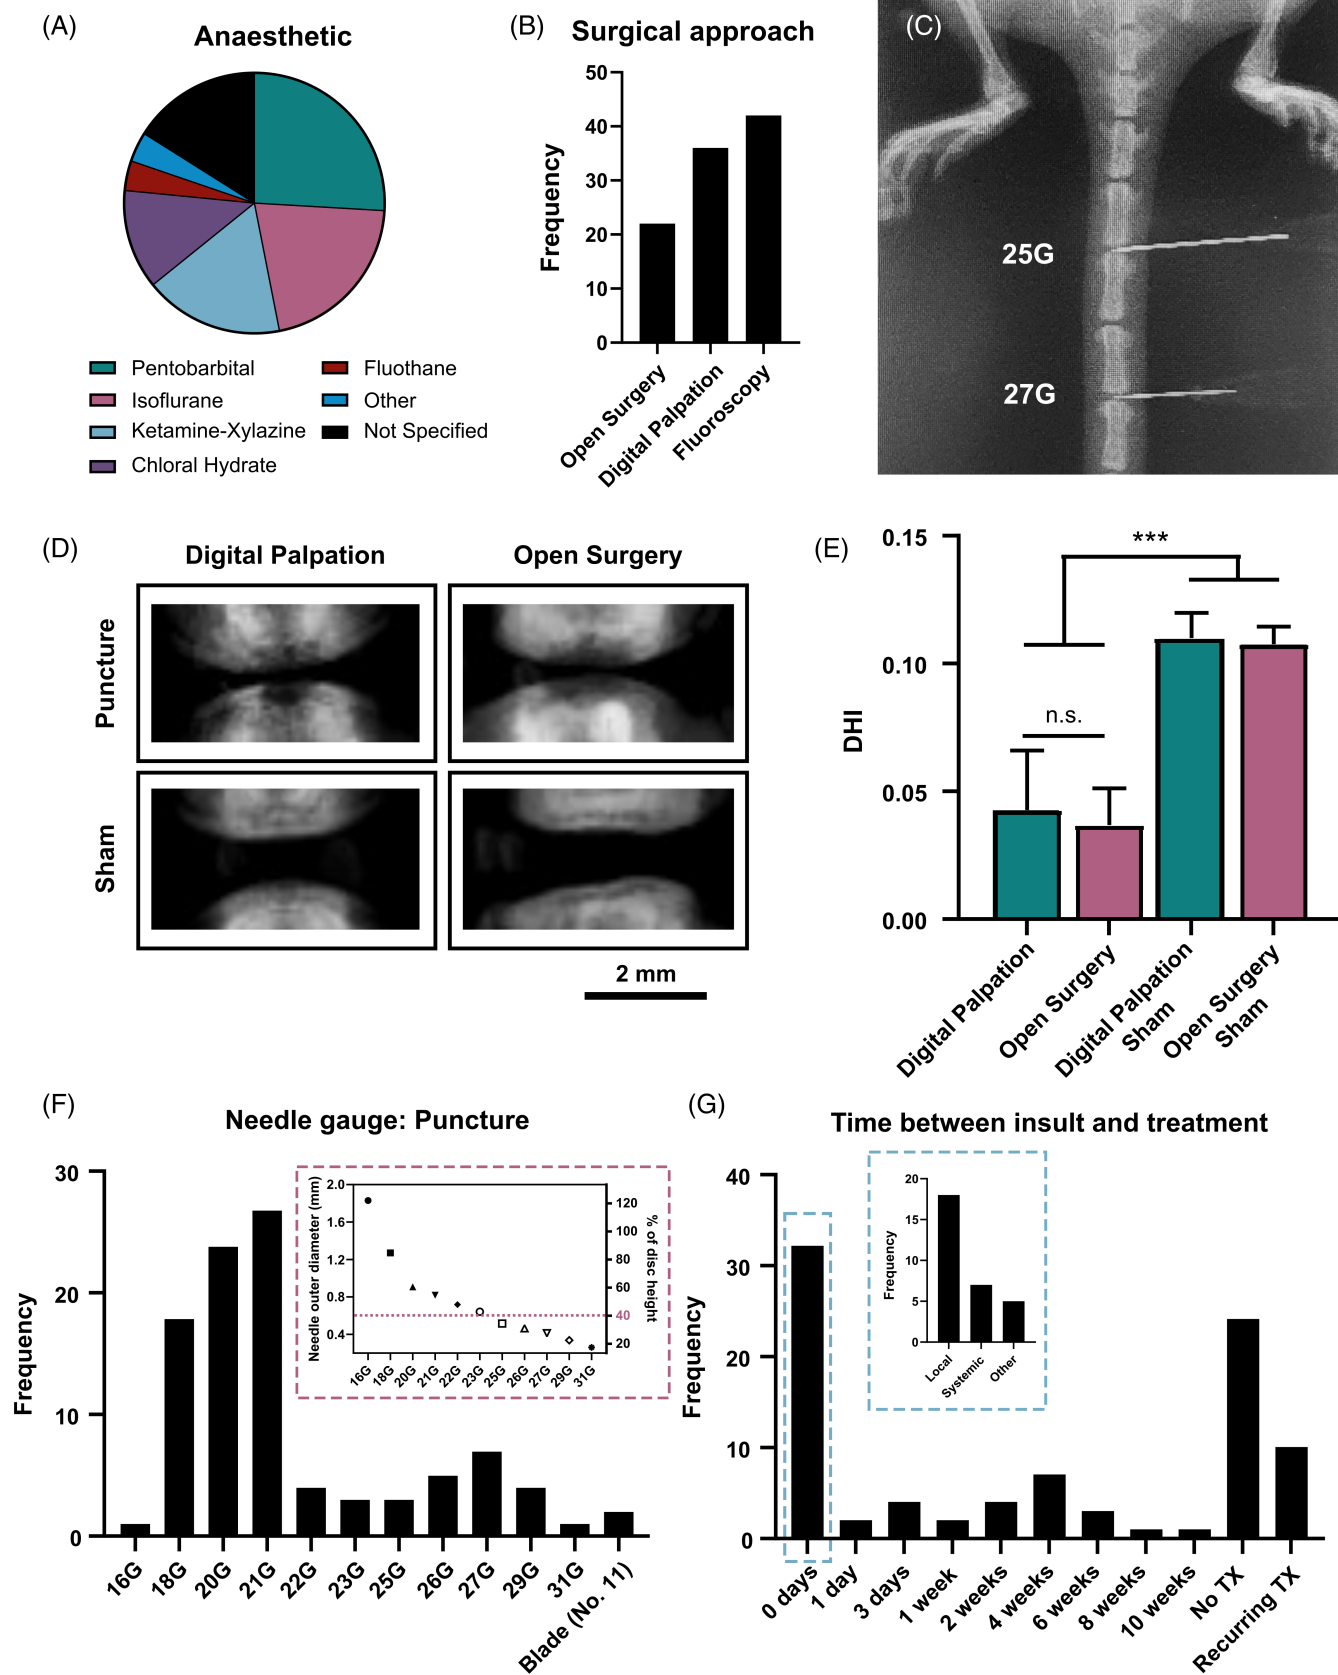 (A)
Anaesthetic
Pentobarbital
Isoflurane
Ketamine-Xylazine
Chloral Hydrate
Fluothane
Other
Not Specified
(B)
Surgical approach
Frequency
50
40
30
20
10
0
Open Surgery
Digital Palpation
Fluoroscopy
(C)
25G
27G
(D)
Digital Palpation
Open Surgery
Puncture
Sham
2 mm
(E)
DHI
0.15
0.10
0.05
0.00
***
n.s.
Digital Palpation
Open Surgery
Digital Palpation
Sham
Open Surgery
Sham
(F)
Needle gauge: Puncture
Frequency
30
20
10
0
16G
18G
20G
21G
22G
23G
25G
26G
27G
29G
31G
Blade (No. 11)
Needle outer diameter (mm)
2.0
1.6
1.2
0.8
0.4
% of disc height
120
100
80
60
40
20
16G
18G
20G
21G
22G
23G
25G
26G
27G
29G
31G
(G)
Time between insult and treatment
Frequency
40
30
20
10
0
0 days
1 day
3 days
1 week
2 weeks
4 weeks
6 weeks
8 weeks
10 weeks
No TX
Recurring TX
Frequency
20
15
10
5
0
Local
Systemic
Other